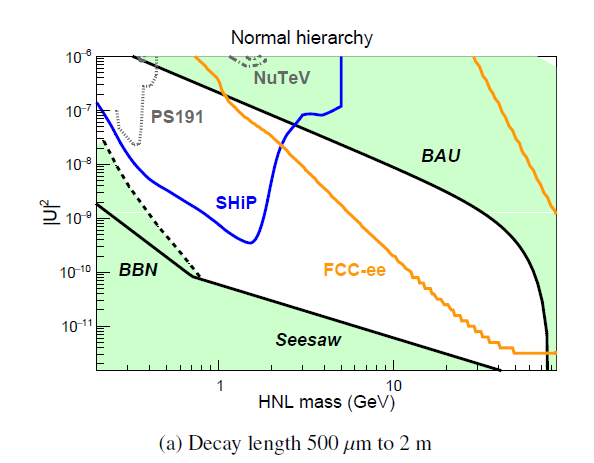 Normal hierarchy
10⁻⁶
NuTeV
10⁻⁷
PS191
BAU
10⁻⁸
SHiP
|U|²
10⁻⁹
BBN
FCC-ee
10⁻¹⁰
10⁻¹¹
Seesaw
1
10
HNL mass (GeV)
(a) Decay length 500 μm to 2 m